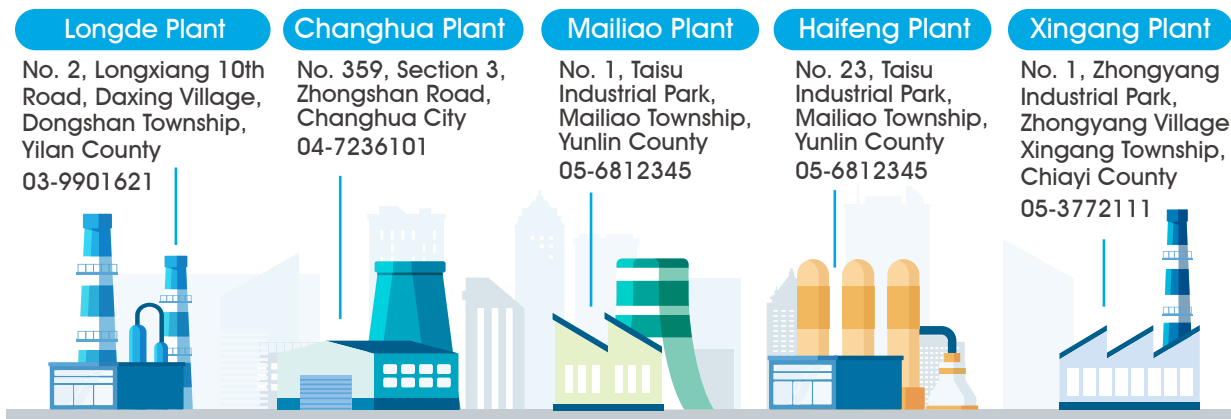 Longde Plant
No. 2, Longxiang 10th
Road, Daxing Village,
Dongshan Township,
Yilan County
03-9901621
Changhua Plant
No. 359, Section 3,
Zhongshan Road,
Changhua City
04-7236101
Mailiao Plant
No. 1, Taisu
Industrial Park,
Mailiao Township,
Yunlin County
05-6812345
Haifeng Plant
No. 23, Taisu
Industrial Park,
Mailiao Township,
Yunlin County
05-6812345
Xingang Plant
No. 1, Zhongyang
Industrial Park,
Zhongyang Village
Xingang Township,
Chiayi County
05-3772111